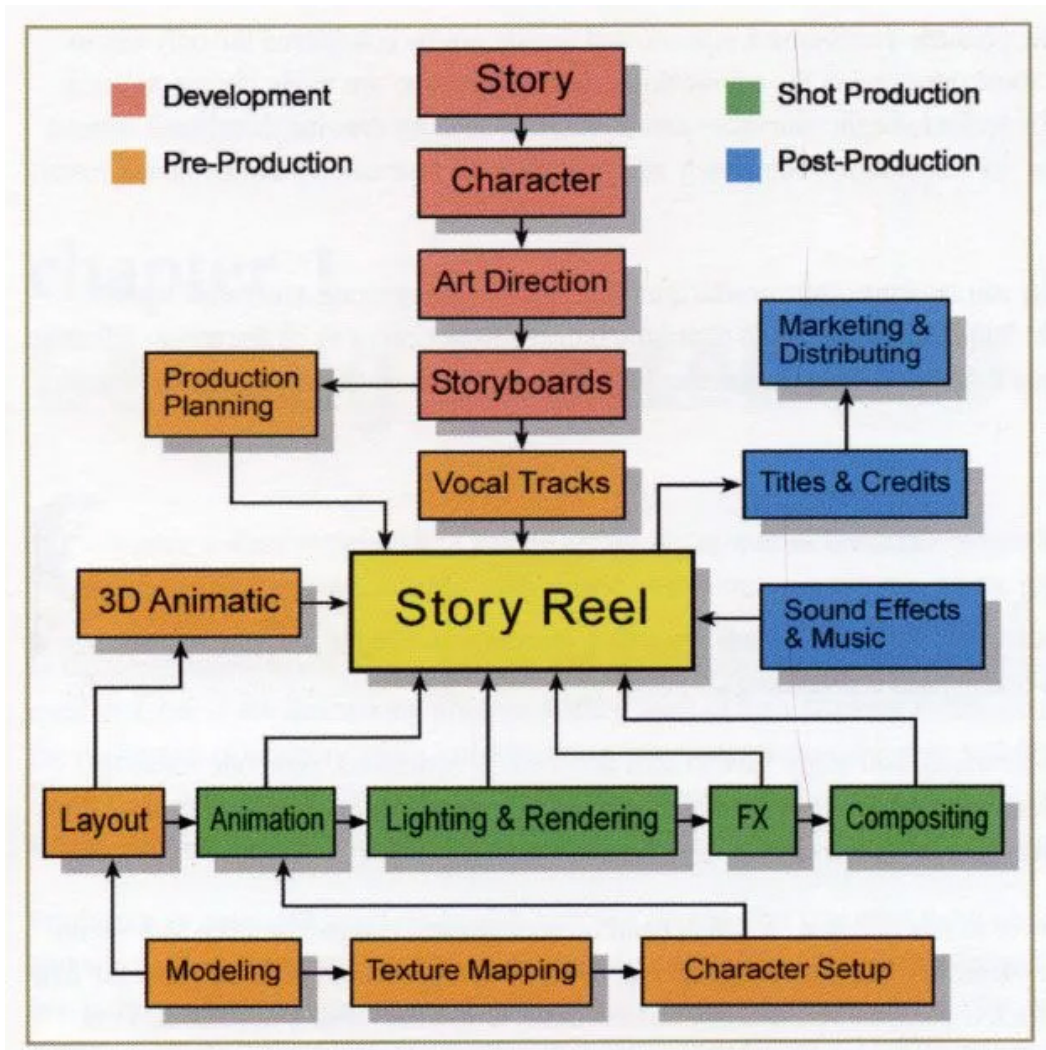 Story
Development
Shot Production
Pre-Production
Post-Production
Character
Art Direction
Marketing &
Distributing
Storyboards
Production
Planning
Vocal Tracks
Titles & Credits
3D Animatic
Story Reel
Sound Effects
& Music
Layout
Animation
Lighting & Rendering
FX
Compositing
Modeling
Texture Mapping
Character Setup